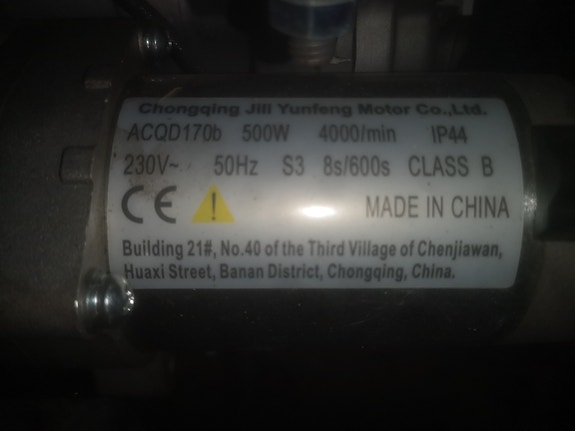 Chongqing Jili Yunfeng Motor Co.,Ltd.
ACQD170b 500W 4000/min IP44
230V~ 50Hz S3 8s/600s CLASS B
CE MADE IN CHINA
Building 21#, No.40 of the Third Village of Chenjiawan,
Huaxi Street, Banan District, Chongqing, China.